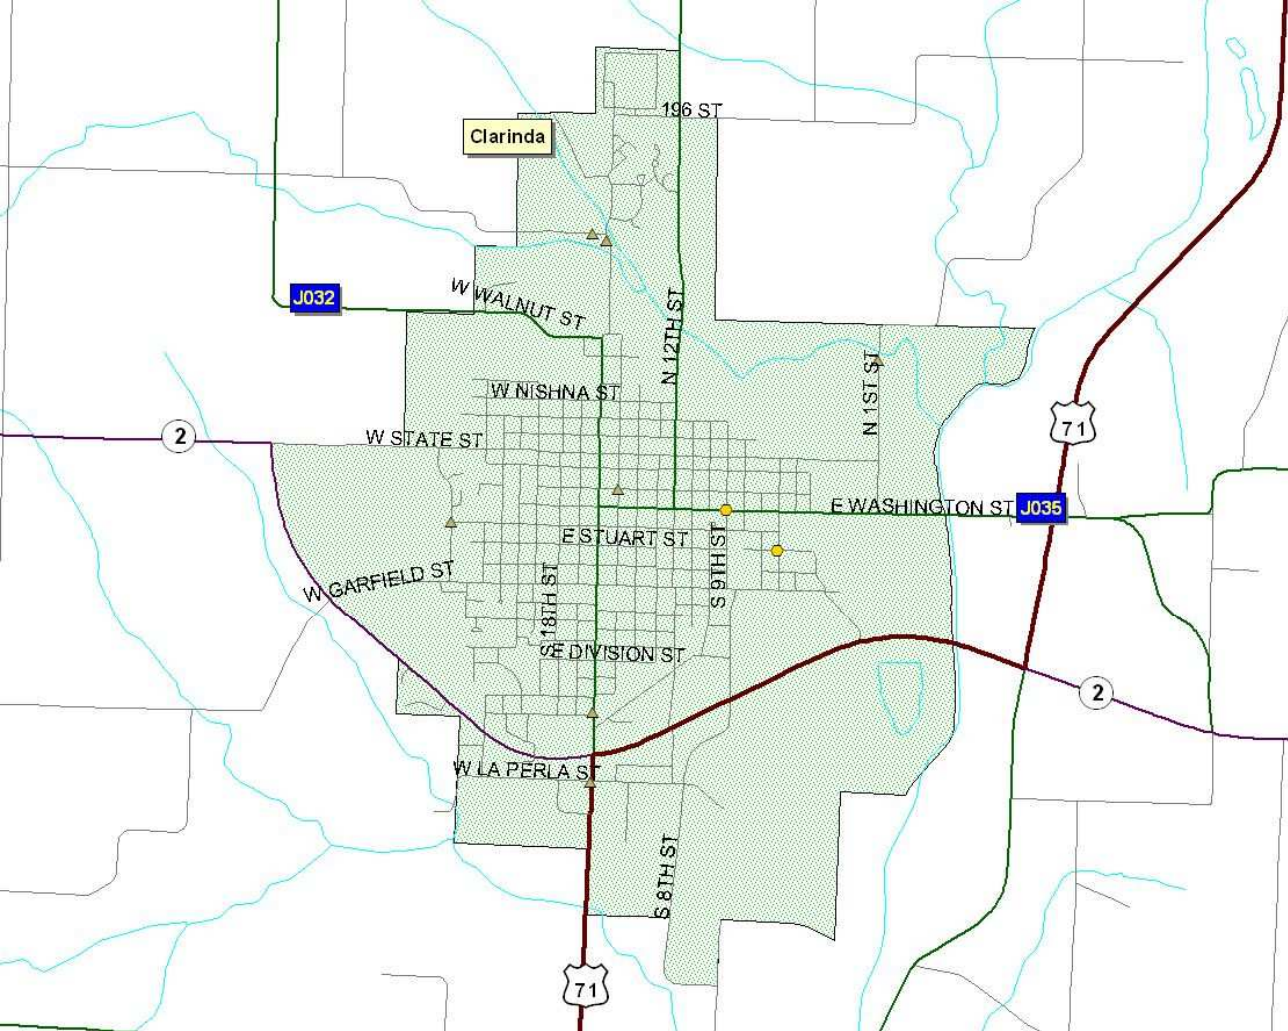 196 ST
Clarinda
W WALNUT ST
J032
N 12TH ST
W NISHNA ST
N 1ST ST
71
2
W STATE ST
E WASHINGTON ST
J035
E STUART ST
S 9TH ST
W GARFIELD ST
S 18TH ST
E DIVISION ST
2
W LA PERLA ST
S 8TH ST
71